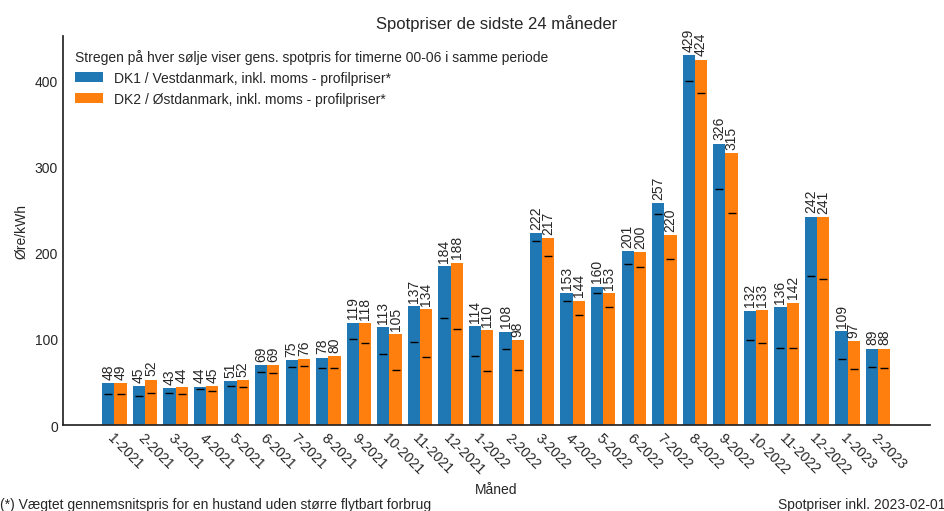 Spotpriser de sidste 24 måneder
Stregen på hver søjle viser gens. spotpris for timerne 00-06 i samme periode
DK1 / Vestdanmark, inkl. moms - profilpriser*
DK2 / Østdanmark, inkl. moms - profilpriser*
Øre/kWh
400
300
200
100
0
48 49 45 52 43 44 44 45 51 52 69 69 75 76 78 80 119 118 113 105 137 134 184 188 114 110 108 98 222 217 153 144 160 153 201 200 257 220 429 424 326 315 132 133 136 142 242 241 109 97 89 88
1-2021 2-2021 3-2021 4-2021 5-2021 6-2021 7-2021 8-2021 9-2021 10-2021 11-2021 12-2021 1-2022 2-2022 3-2022 4-2022 5-2022 6-2022 7-2022 8-2022 9-2022 10-2022 11-2022 12-2022 1-2023 2-2023
Måned
(*) Vægtet gennemsnitspris for en hustand uden større flytbart forbrug
Spotpriser inkl. 2023-02-01